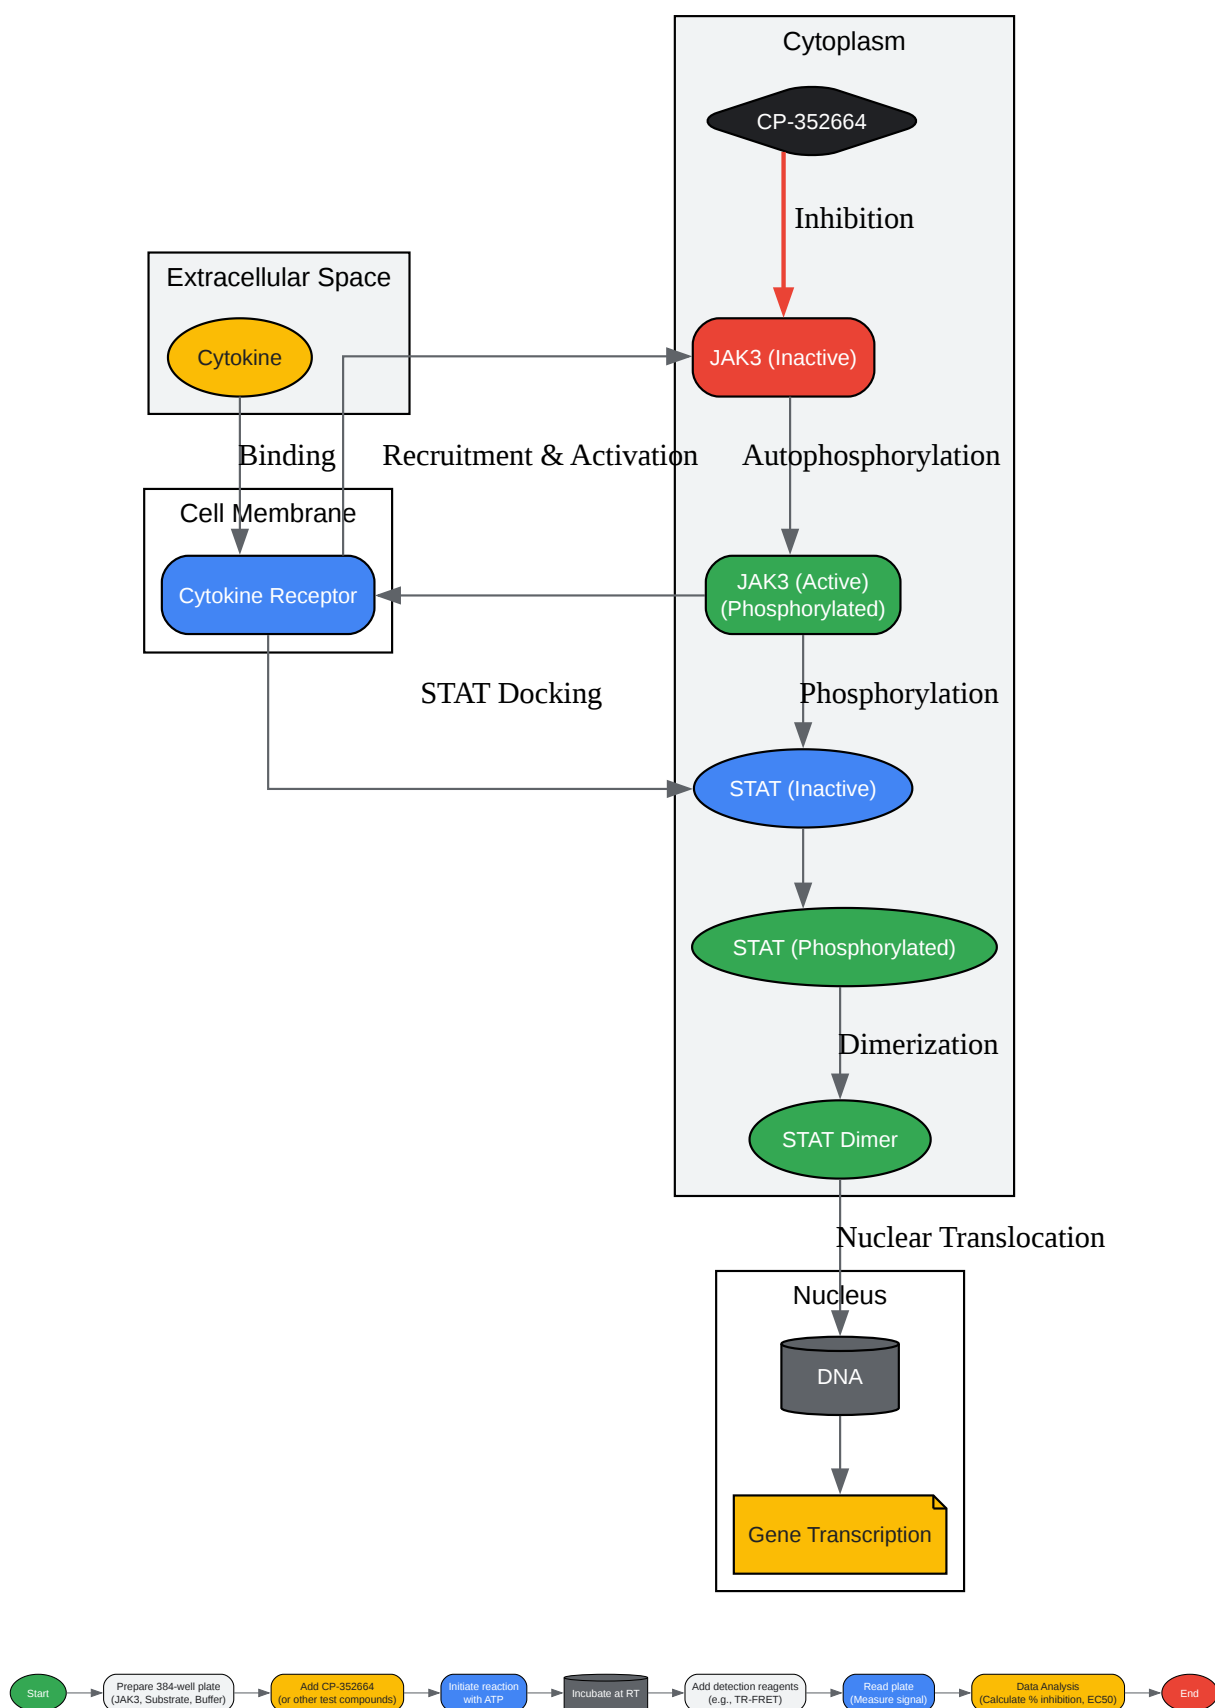 Cytoplasm
CP-352664
Inhibition
Extracellular Space
Cytokine
JAK3 (Inactive)
Binding
Recruitment & Activation
Autophosphorylation
Cell Membrane
Cytokine Receptor
JAK3 (Active)
(Phosphorylated)
STAT Docking
Phosphorylation
STAT (Inactive)
STAT (Phosphorylated)
Dimerization
STAT Dimer
Nuclear Translocation
Nucleus
DNA
Gene Transcription
Start
Prepare 384-well plate
(JAK3, Substrate, Buffer)
Add CP-352664
(or other test compounds)
Initiate reaction
with ATP
Incubate at RT
Add detection reagents
(e.g., TR-FRET)
Read plate
(Measure signal)
Data Analysis
(Calculate % inhibition, EC50)
End